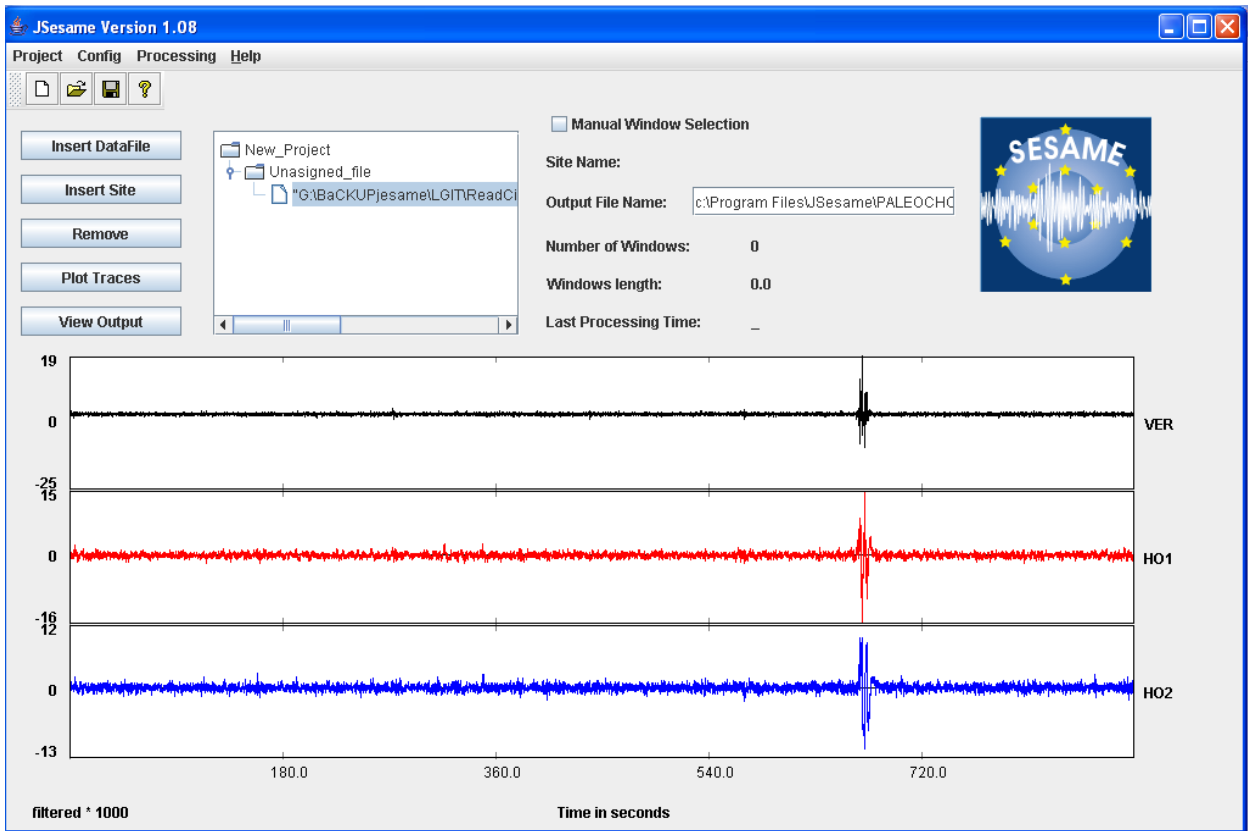 JSesame Version 1.08
Project Config Processing Help
Insert DataFile
Insert Site
Remove
Plot Traces
View Output
New_Project
Unasigned_file
"G:\BaCKUPjesame\LGIT\ReadCi
Manual Window Selection
Site Name:
Output File Name: c:\Program Files\JSesame\PALEOCHO
Number of Windows: 0
Windows length: 0.0
Last Processing Time: _
SESAME
19
0
-25
VER
15
0
-16
HO1
12
0
-13
HO2
180.0 360.0 540.0 720.0
filtered * 1000 Time in seconds